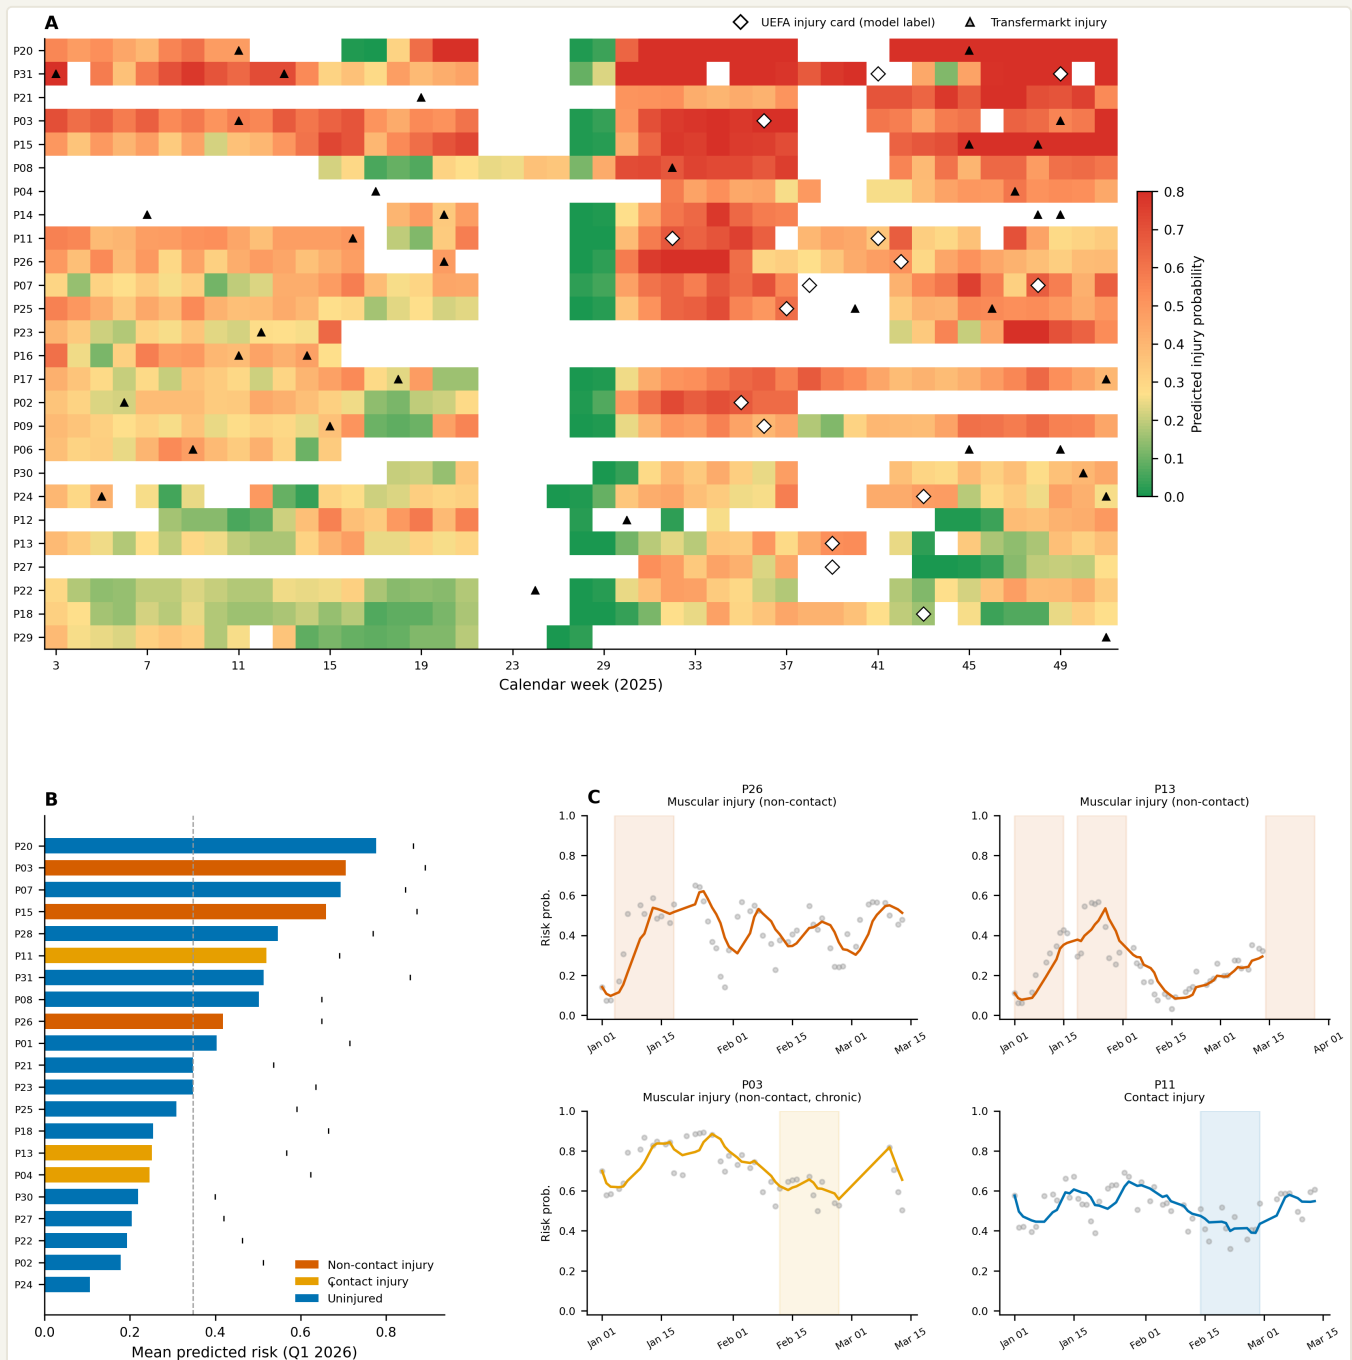 A
UEFA injury card (model label)
Transfermarkt injury
P20
P31
P21
P03
P15
P08
P04
P14
P11
P26
P07
P25
P23
P16
P17
P02
P09
P06
P30
P24
P12
P13
P27
P22
P18
P29
3 7 11 15 19 23 29 33 37 41 45 49
Calendar week (2025)
0.8
0.7
0.6
0.5
0.4
0.3
0.2
0.1
0.0
Predicted injury probability
B
P20
P03
P07
P15
P28
P11
P31
P08
P26
P01
P21
P23
P25
P18
P13
P04
P30
P27
P22
P02
P24
Non-contact injury
Contact injury
Uninjured
0.0 0.2 0.4 0.6 0.8
Mean predicted risk (Q1 2026)
C
P26
Muscular injury (non-contact)
1.0
0.8
0.6
0.4
0.2
0.0
Risk prob.
Jan 01 Jan 15 Feb 01 Feb 15 Mar 01 Mar 15
P13
Muscular injury (non-contact)
1.0
0.8
0.6
0.4
0.2
0.0
Jan 01 Jan 15 Feb 01 Feb 15 Mar 01 Mar 15 Apr 01
P03
Muscular injury (non-contact, chronic)
1.0
0.8
0.6
0.4
0.2
0.0
Risk prob.
Jan 01 Jan 15 Feb 01 Feb 15 Mar 01 Mar 15
P11
Contact injury
1.0
0.8
0.6
0.4
0.2
0.0
Jan 01 Jan 15 Feb 01 Feb 15 Mar 01 Mar 15